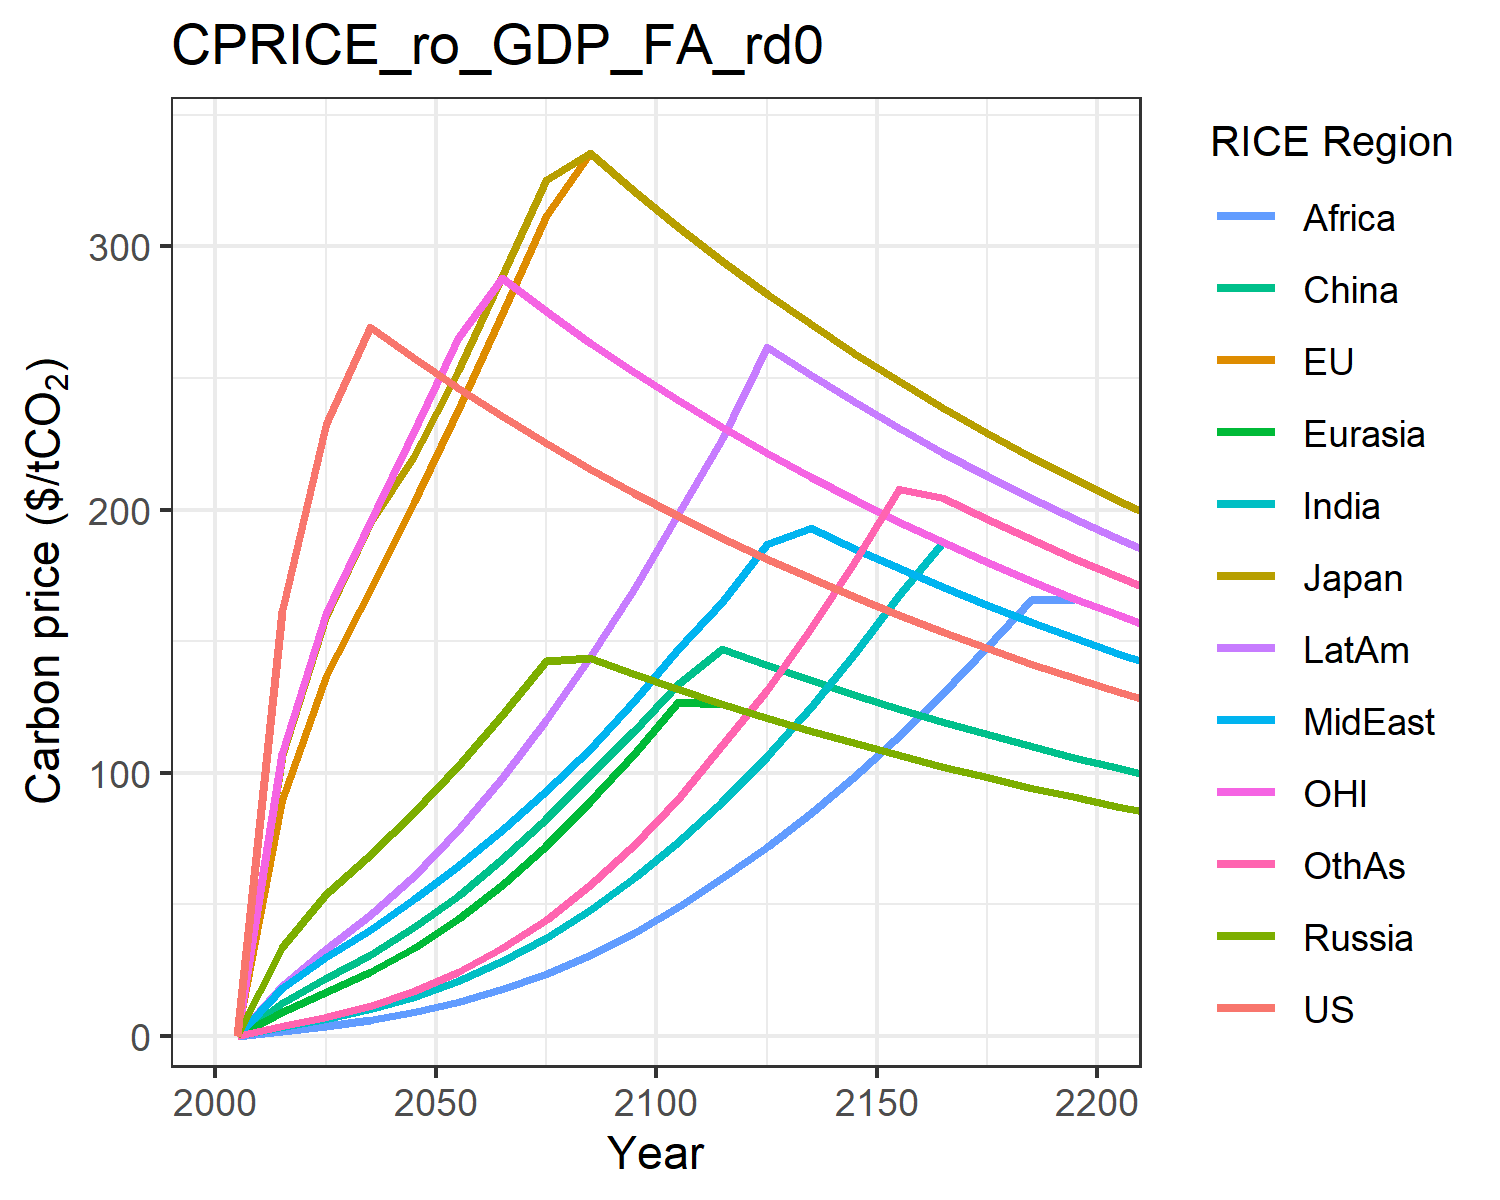 CPRICE_ro_GDP_FA_rd0
Carbon price ($/tCO₂)
300
200
100
0
2000
2050
2100
2150
2200
Year
RICE Region
Africa
China
EU
Eurasia
India
Japan
LatAm
MidEast
OHI
OthAs
Russia
US